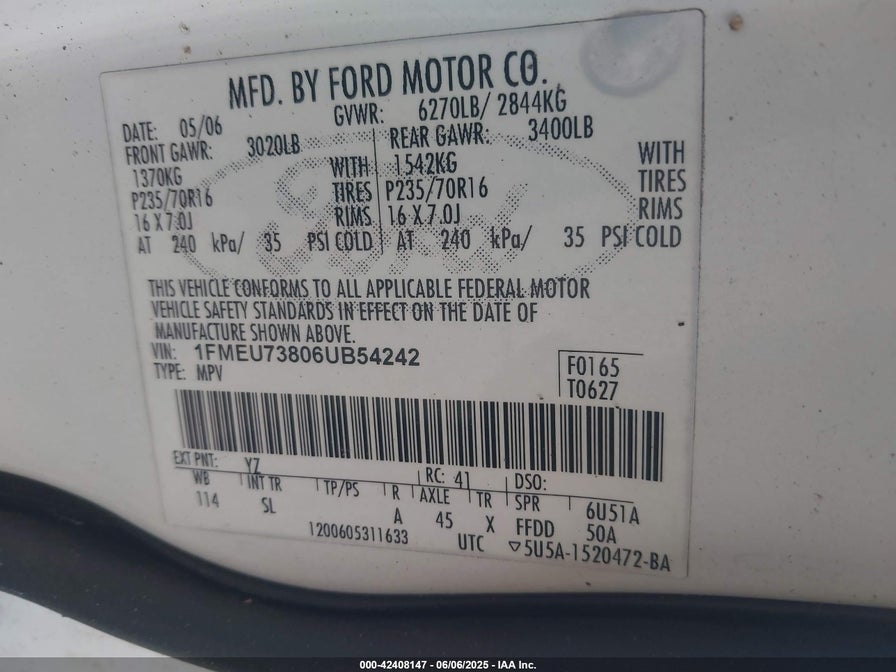 MFD. BY FORD MOTOR CO.
DATE: 05/06 GVWR: 6270LB/ 2844KG
FRONT GAWR: 3020LB REAR GAWR: 3400LB
1370KG WITH 1542KG WITH
P235/70R16 TIRES P235/70R16 TIRES
16 X 7.0J RIMS 16 X 7.0J RIMS
AT 240 kPa/ 35 PSI COLD AT 240 kPa/ 35 PSI COLD
THIS VEHICLE CONFORMS TO ALL APPLICABLE FEDERAL MOTOR
VEHICLE SAFETY STANDARDS IN EFFECT ON THE DATE OF
MANUFACTURE SHOWN ABOVE.
VIN: 1FMEU73806UB54242
TYPE: MPV
F0165
T0627
EXT PNT: YZ RC: 41 DSO:
WB INT TR TP/PS R AXLE TR SPR 6U51A
114 SL A 45 X FFDD 50A
1200605311633 UTC ▽5U5A-1520472-BA
000-42408147 - 06/06/2025 - IAA Inc.